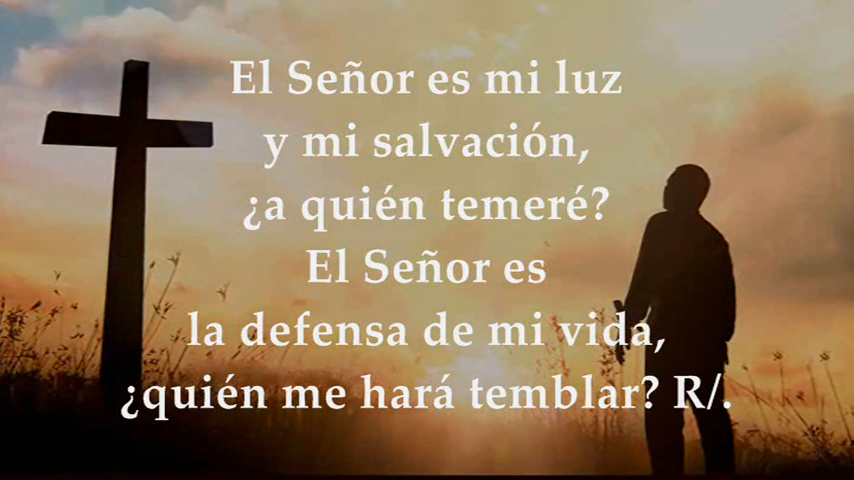 El Señor es mi luz
y mi salvación,
¿a quién temeré?
El Señor es
la defensa de mi vida,
¿quién me hará temblar? R/.